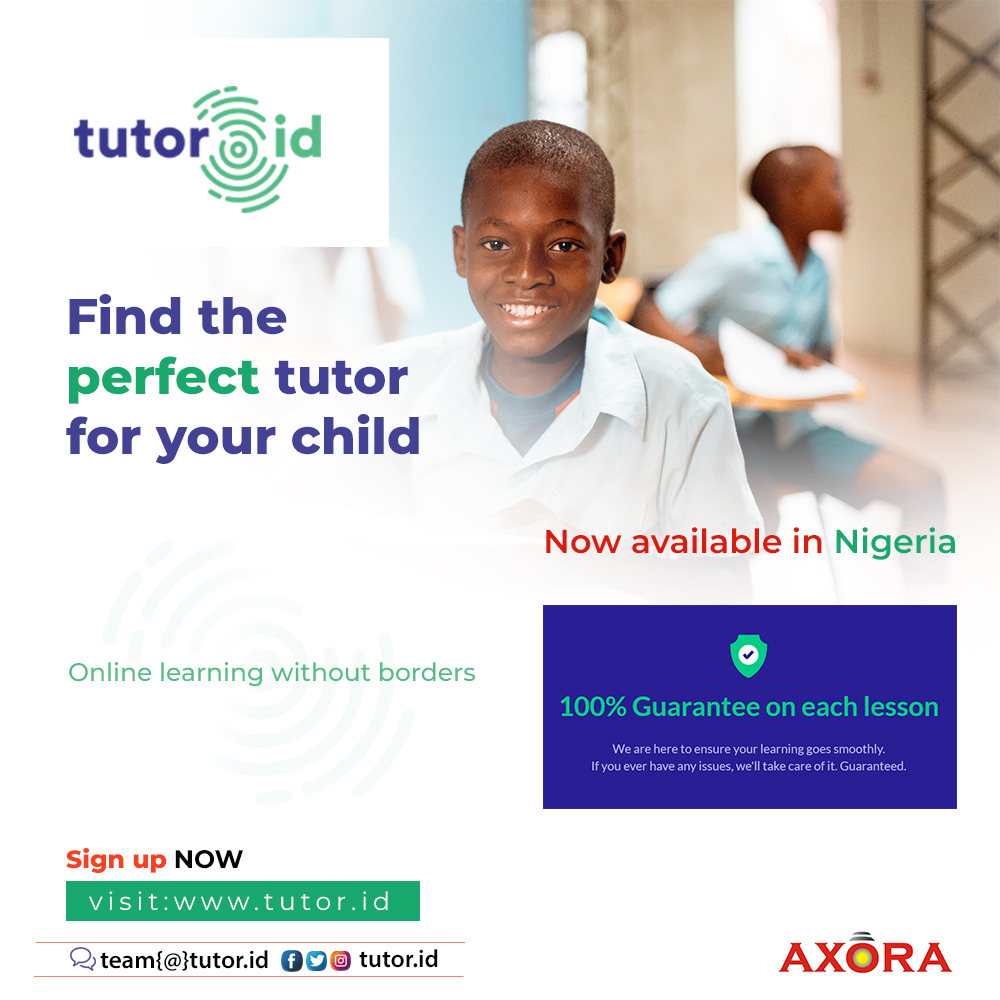 tutor id
Find the
perfect tutor
for your child
Now available in Nigeria
Online learning without borders
100% Guarantee on each lesson
We are here to ensure your learning goes smoothly.
If you ever have any issues, we'll take care of it. Guaranteed.
Sign up NOW
visit:www.tutor.id
team{@}tutor.id tutor.id
AXORA